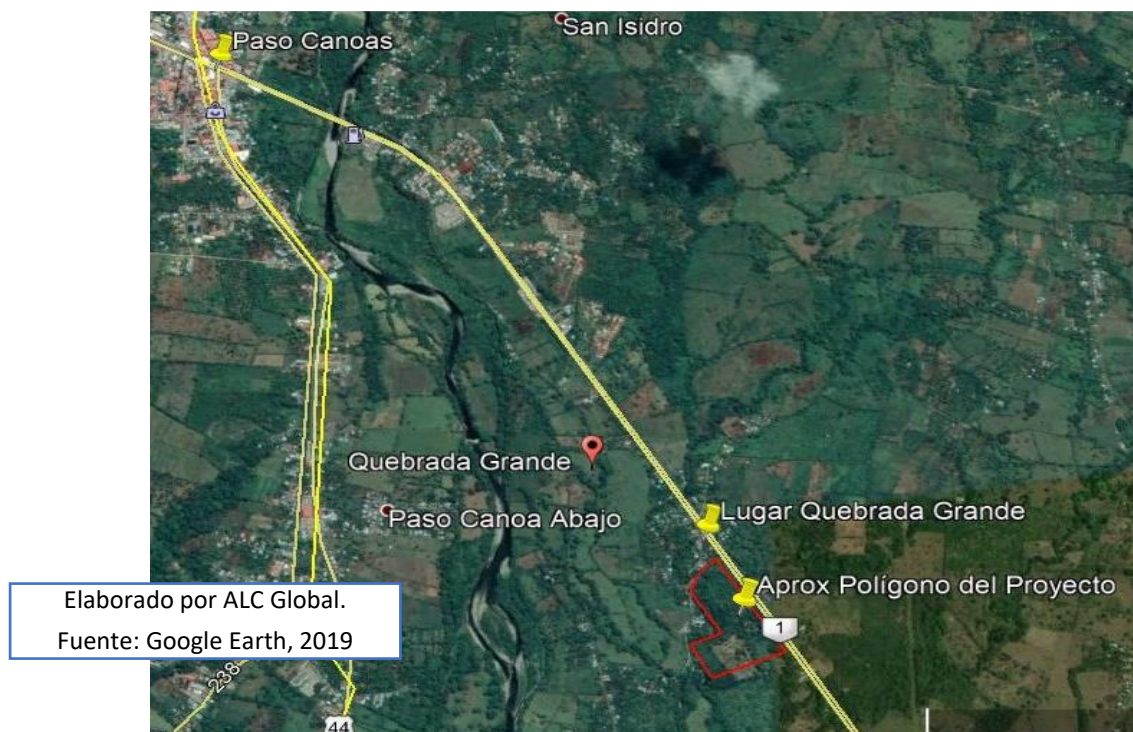 San Isidro
Paso Canoas
Quebrada Grande
Paso Canoa Abajo
Lugar Quebrada Grande
Aprox Polígono del Proyecto
1
Elaborado por ALC Global.
Fuente: Google Earth, 2019
238
44